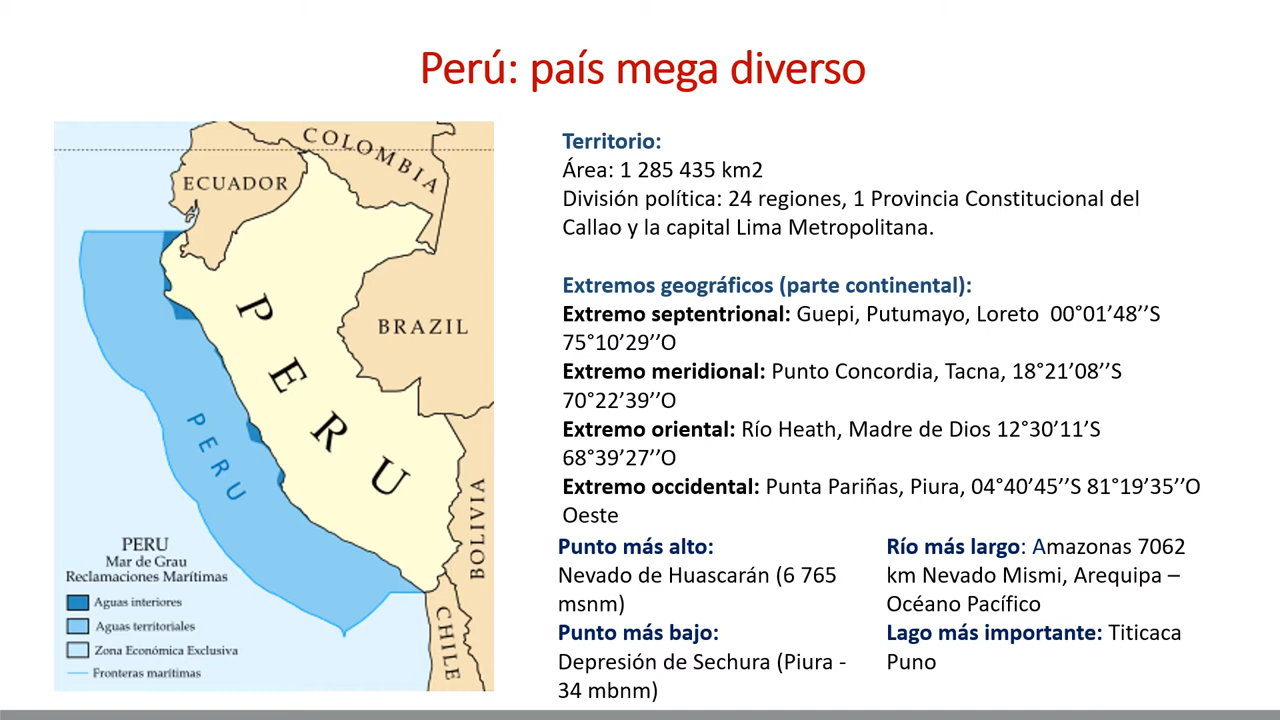 Perú: país mega diverso
COLOMBIA
ECUADOR
BRAZIL
PERU
PERU
BOLIVIA
CHILE
PERU
Mar de Grau
Reclamaciones Marítimas
Aguas interiores
Aguas territoriales
Zona Económica Exclusiva
Fronteras marítimas
Territorio:
Área: 1 285 435 km2
División política: 24 regiones, 1 Provincia Constitucional del
Callao y la capital Lima Metropolitana.
Extremos geográficos (parte continental):
Extremo septentrional: Guepi, Putumayo, Loreto 00°01’48’’S
75°10’29’’O
Extremo meridional: Punto Concordia, Tacna, 18°21’08’’S
70°22’39’’O
Extremo oriental: Río Heath, Madre de Dios 12°30’11’S
68°39’27’’O
Extremo occidental: Punta Pariñas, Piura, 04°40’45’’S 81°19’35’’O
Oeste
Punto más alto:
Nevado de Huascarán (6 765
msnm)
Punto más bajo:
Depresión de Sechura (Piura -
34 mbnm)
Río más largo: Amazonas 7062
km Nevado Mismi, Arequipa –
Océano Pacífico
Lago más importante: Titicaca
Puno